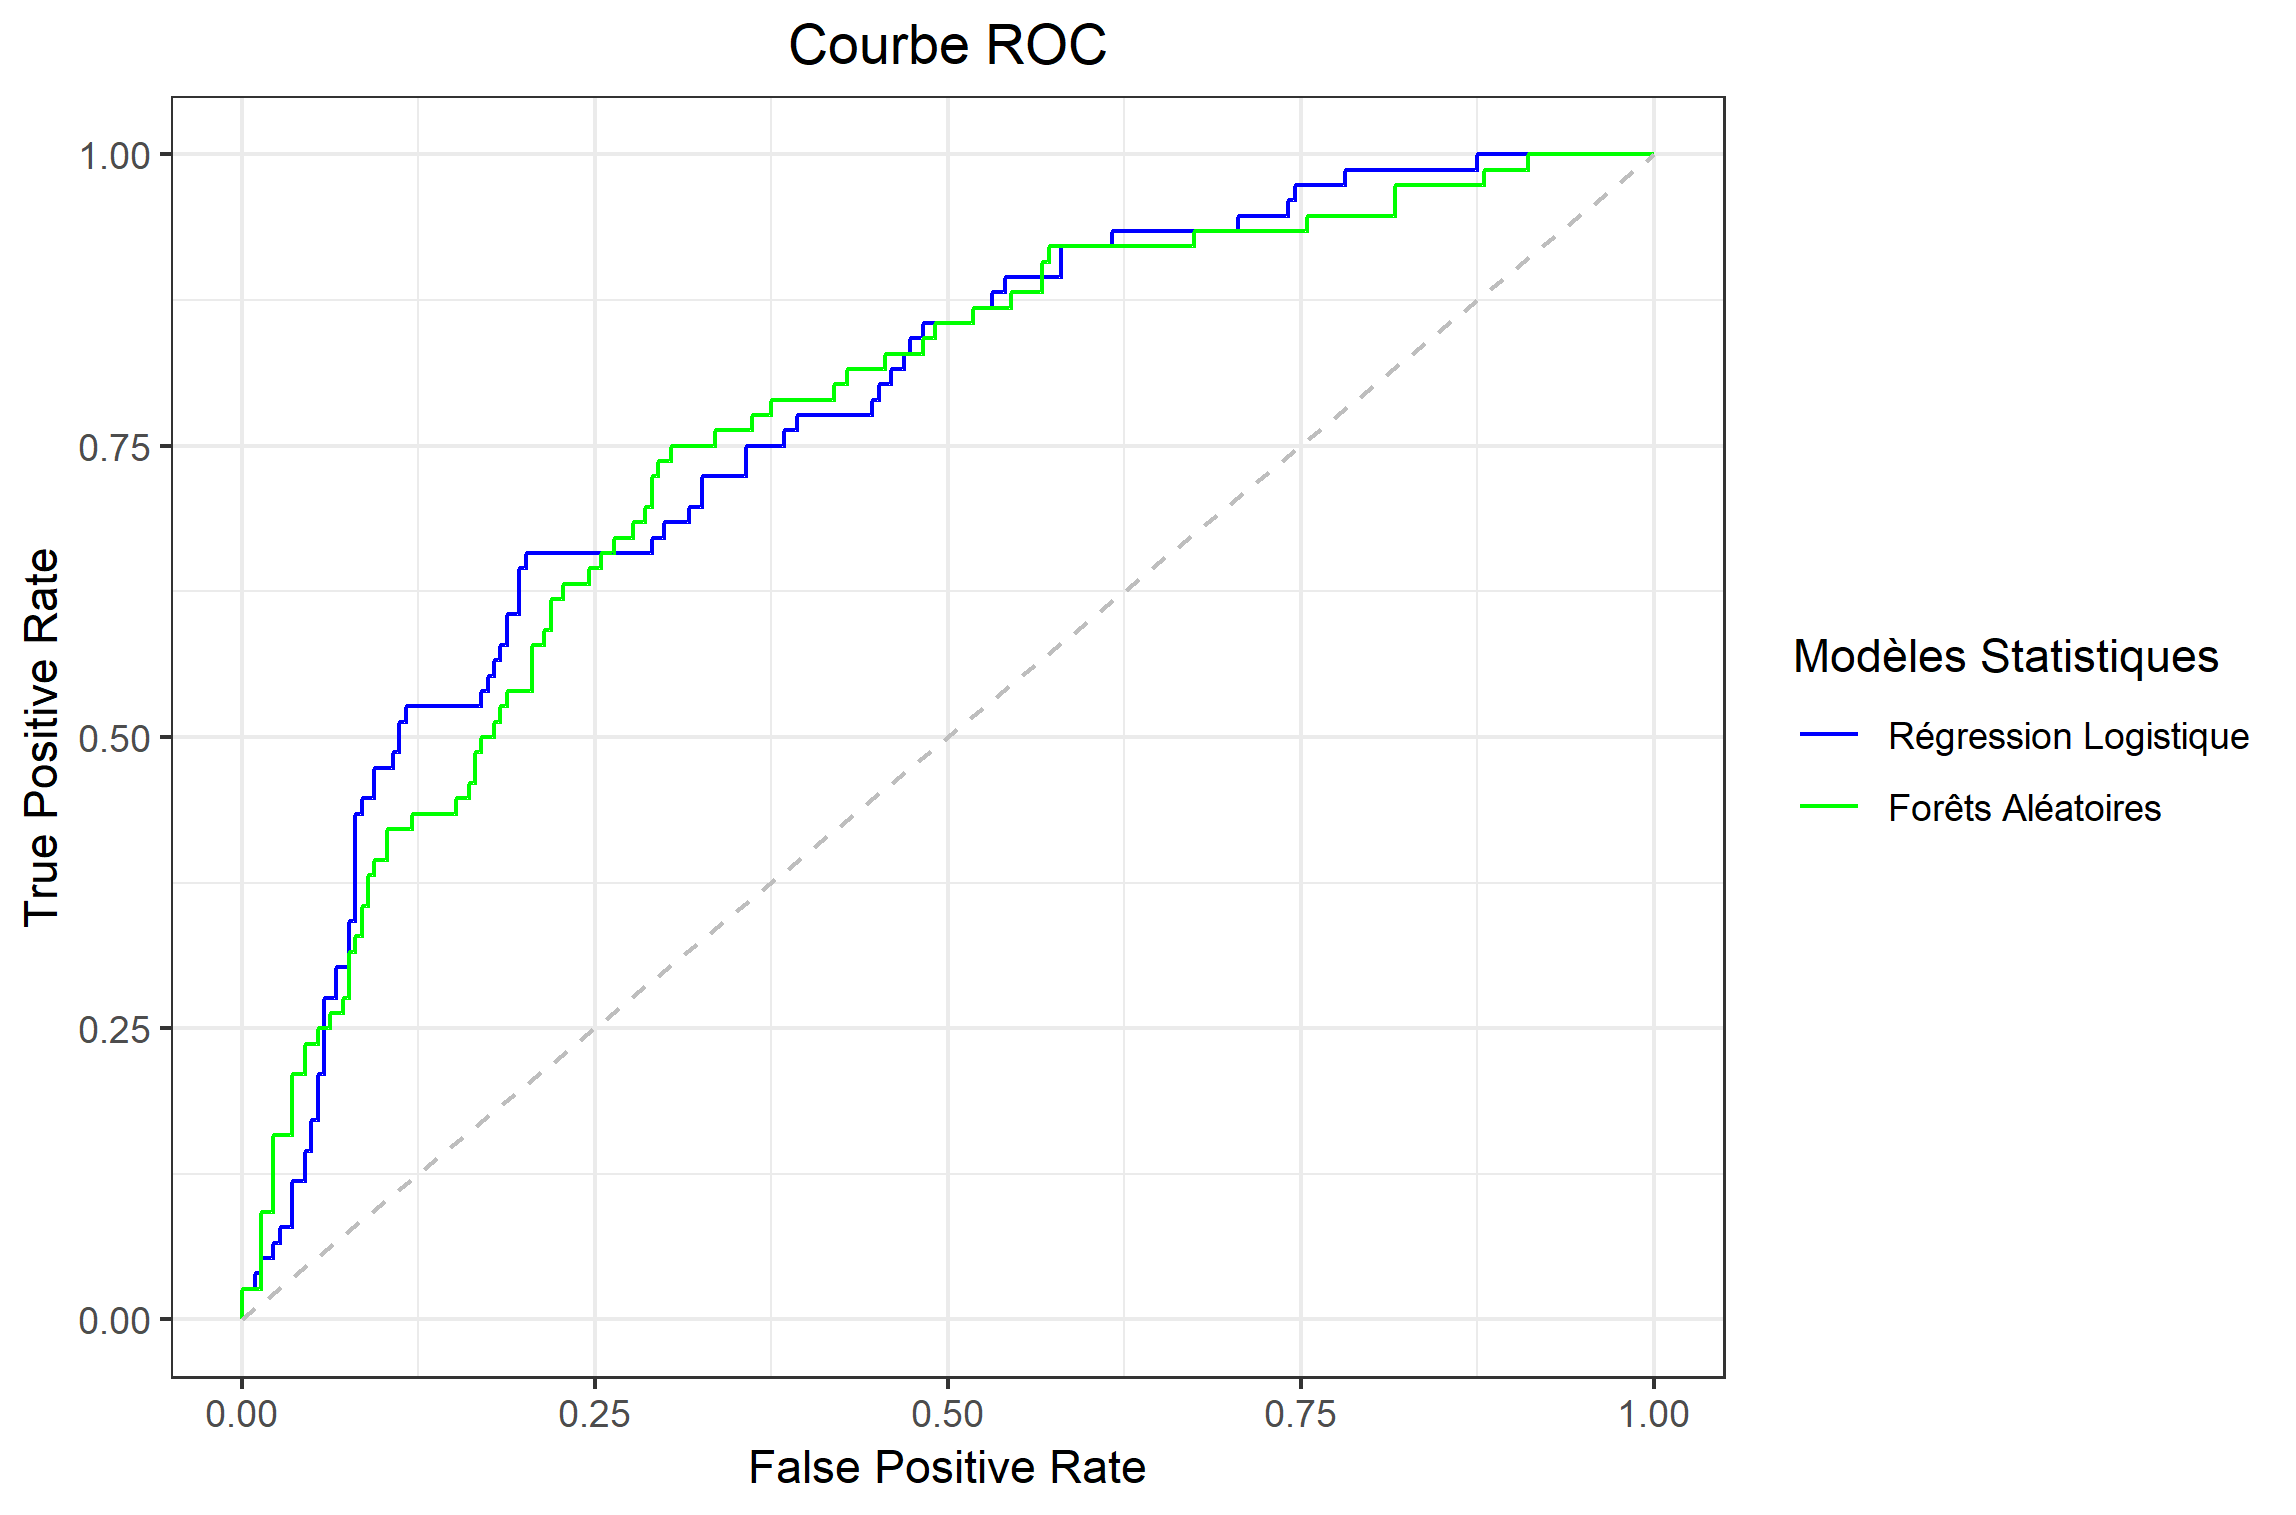 Courbe ROC
1.00
0.75
0.50
0.25
0.00
True Positive Rate
0.00 0.25 0.50 0.75 1.00
False Positive Rate
Modèles Statistiques
Régression Logistique
Forêts Aléatoires